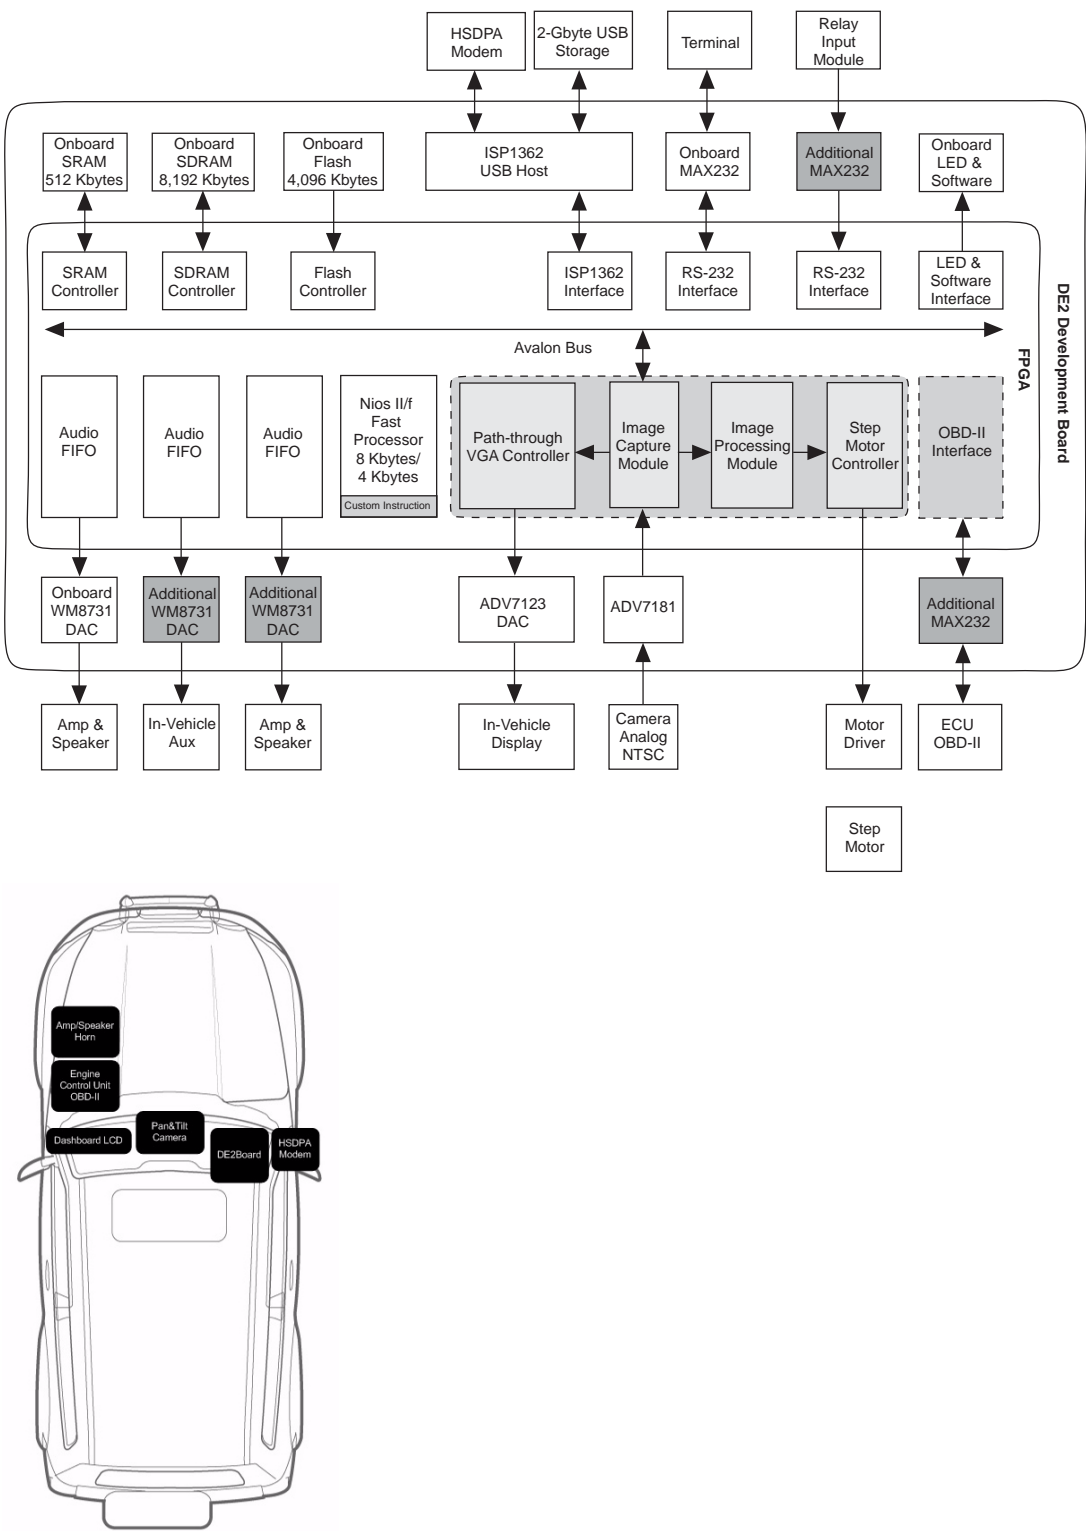 HSDPA
Modem
2-Gbyte USB
Storage
Terminal
Relay
Input
Module
Onboard
SRAM
512 Kbytes
Onboard
SDRAM
8,192 Kbytes
Onboard
Flash
4,096 Kbytes
ISP1362
USB Host
Onboard
MAX232
Additional
MAX232
Onboard
LED &
Software
SRAM
Controller
SDRAM
Controller
Flash
Controller
ISP1362
Interface
RS-232
Interface
RS-232
Interface
LED &
Software
Interface
DE2 Development Board
FPGA
Avalon Bus
Audio
FIFO
Audio
FIFO
Audio
FIFO
Nios II/f
Fast
Processor
8 Kbytes/
4 Kbytes
Custom Instruction
Path-through
VGA Controller
Image
Capture
Module
Image
Processing
Module
Step
Motor
Controller
OBD-II
Interface
Onboard
WM8731
DAC
Additional
WM8731
DAC
Additional
WM8731
DAC
ADV7123
DAC
ADV7181
Additional
MAX232
Amp &
Speaker
In-Vehicle
Aux
Amp &
Speaker
In-Vehicle
Display
Camera
Analog
NTSC
Motor
Driver
ECU
OBD-II
Step
Motor
Amp/Speaker
Horn
Engine
Control Unit
OBD-II
Dashboard LCD
Pan&Tilt
Camera
DE2Board
HSDPA
Modem